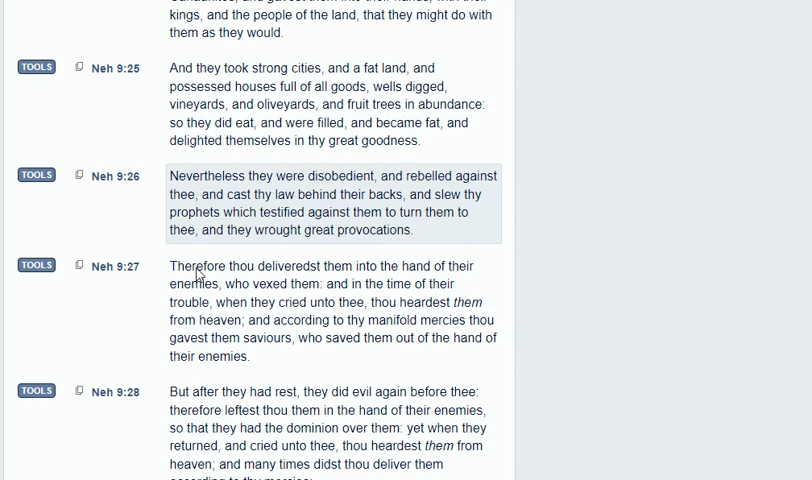 kings, and the people of the land, that they might do with
them as they would.
TOOLS Neh 9:25 And they took strong cities, and a fat land, and
possessed houses full of all goods, wells digged,
vineyards, and oliveyards, and fruit trees in abundance:
so they did eat, and were filled, and became fat, and
delighted themselves in thy great goodness.
TOOLS Neh 9:26 Nevertheless they were disobedient, and rebelled against
thee, and cast thy law behind their backs, and slew thy
prophets which testified against them to turn them to
thee, and they wrought great provocations.
TOOLS Neh 9:27 Therefore thou deliveredst them into the hand of their
enemies, who vexed them: and in the time of their
trouble, when they cried unto thee, thou heardest them
from heaven; and according to thy manifold mercies thou
gavest them saviours, who saved them out of the hand of
their enemies.
TOOLS Neh 9:28 But after they had rest, they did evil again before thee:
therefore leftest thou them in the hand of their enemies,
so that they had the dominion over them: yet when they
returned, and cried unto thee, thou heardest them from
heaven; and many times didst thou deliver them